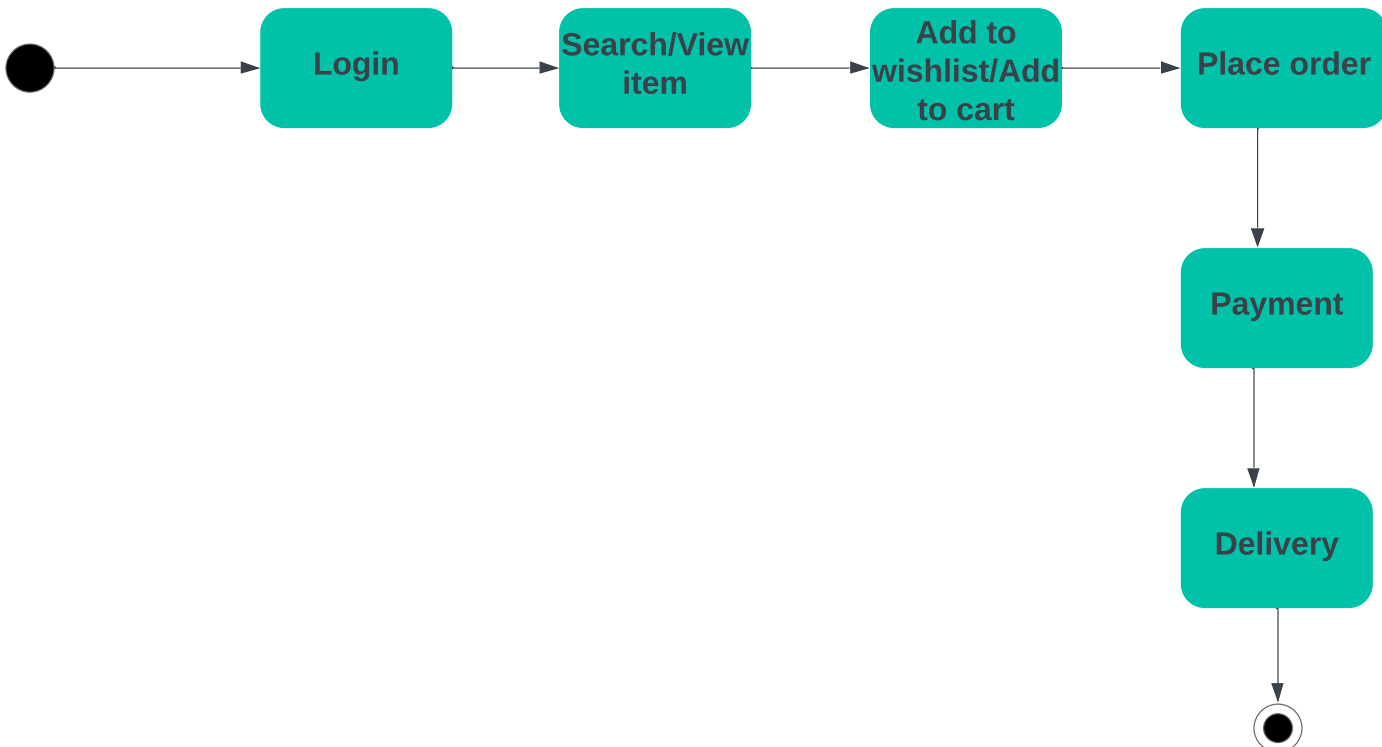 Login
Search/View
item
Add to
wishlist/Add
to cart
Place order
Payment
Delivery